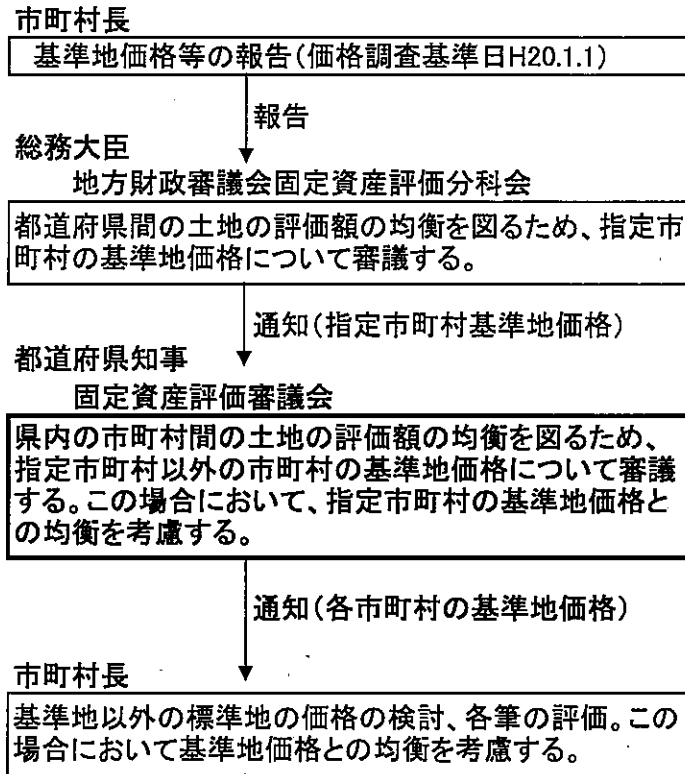 市町村長
基準地価格等の報告(価格調査基準日H20.1.1)
報告
総務大臣
地方財政審議会固定資産評価分科会
都道府県間の土地の評価額の均衡を図るため、指定市
町村の基準地価格について審議する。
通知(指定市町村基準地価格)
都道府県知事
固定資産評価審議会
県内の市町村間の土地の評価額の均衡を図るため、
指定市町村以外の市町村の基準地価格について審議
する。この場合において、指定市町村の基準地価格と
の均衡を考慮する。
通知(各市町村の基準地価格)
市町村長
基準地以外の標準地の価格の検討、各筆の評価。この
場合において基準地価格との均衡を考慮する。